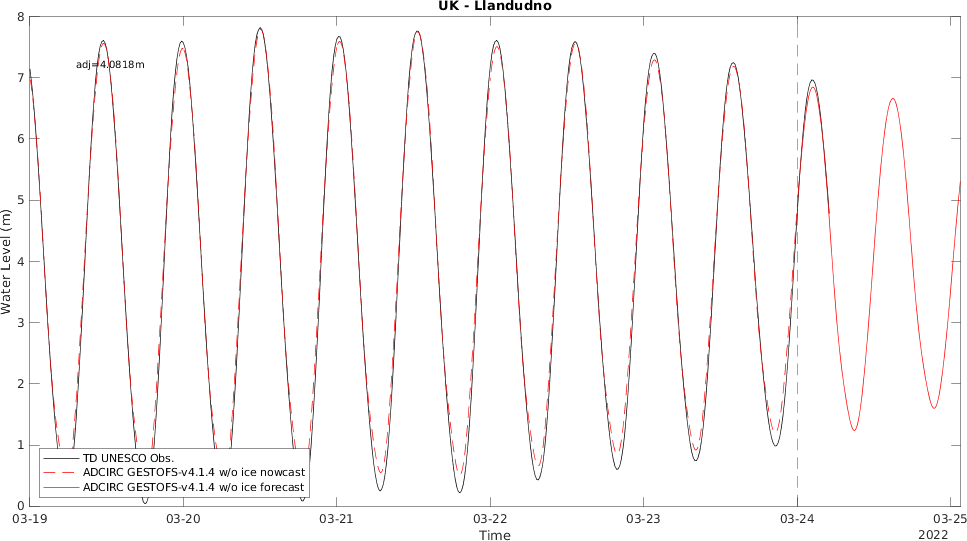 UK - Llandudno
8
adj=4.0818m
7
6
5
4
3
2
1
0
Water Level (m)
TD UNESCO Obs.
ADCIRC GESTOFS-v4.1.4 w/o ice nowcast
ADCIRC GESTOFS-v4.1.4 w/o ice forecast
03-19 03-20 03-21 03-22 03-23 03-24 03-25
Time
2022